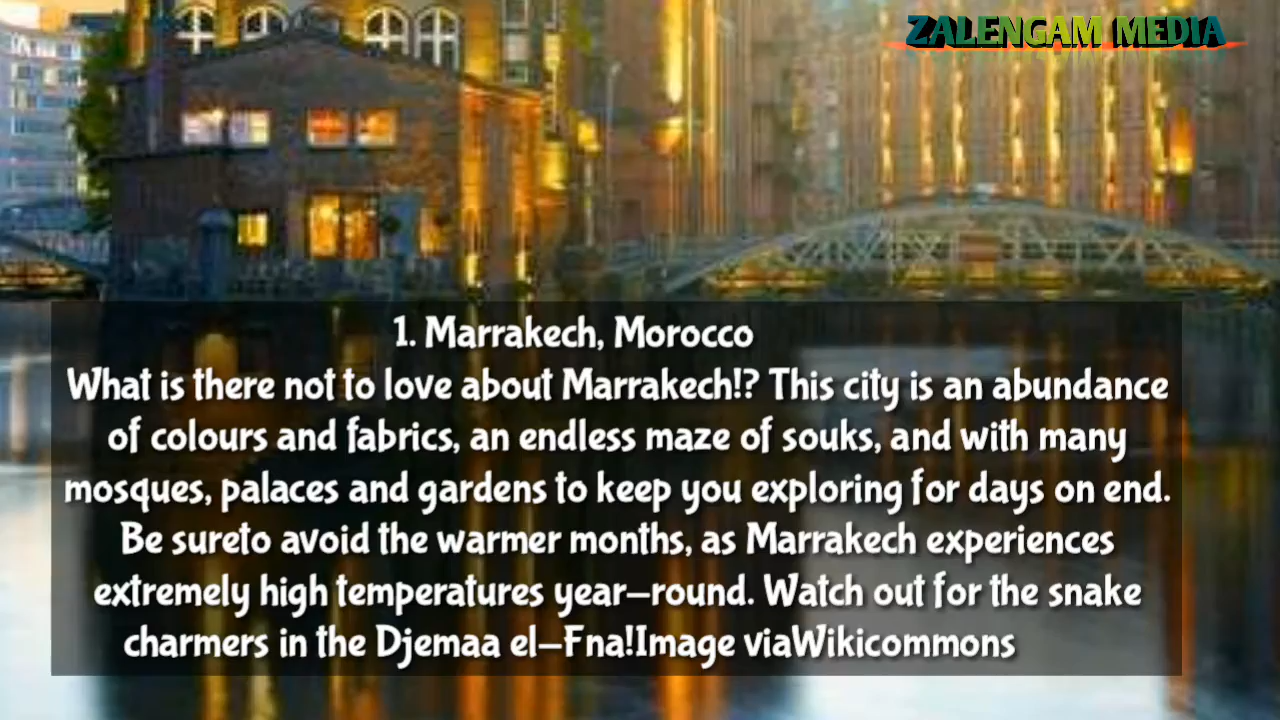 ZALENGAM MEDIA
1. Marrakech, Morocco
What is there not to love about Marrakech!? This city is an abundance
of colours and fabrics, an endless maze of souks, and with many
mosques, palaces and gardens to keep you exploring for days on end.
Be sureto avoid the warmer months, as Marrakech experiences
extremely high temperatures year–round. Watch out for the snake
charmers in the Djemaa el–Fna!Image viaWikicommons